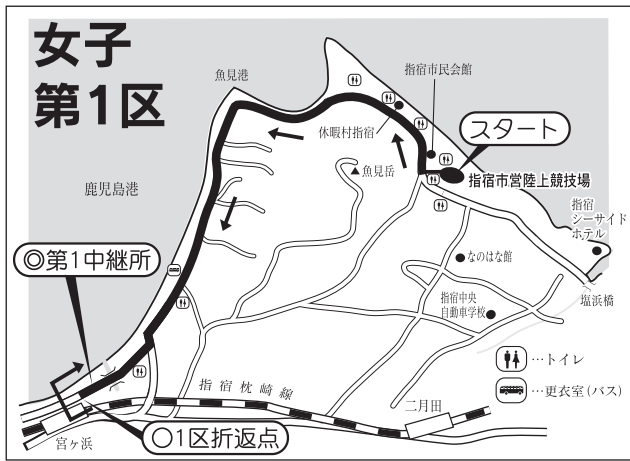 女子
第1区
魚見港
指宿市民会館
休暇村指宿
スタート
魚見岳
指宿市営陸上競技場
鹿児島港
指宿
シーサイド
ホテル
◎第1中継所
なのはな館
塩浜橋
指宿中央
自動車学校
…トイレ
…更衣室(バス)
指宿枕崎線
二月田
宮ヶ浜
○1区折返点